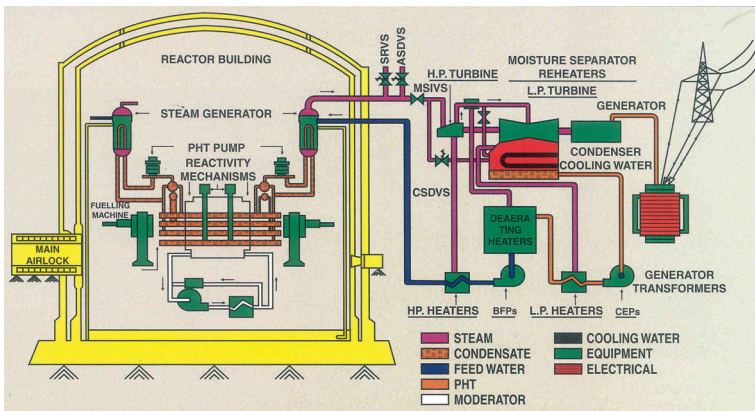 REACTOR BUILDING
SRVS
ASDVS
MSIVS
H.P. TURBINE
MOISTURE SEPARATOR
REHEATERS
L.P. TURBINE
GENERATOR
STEAM GENERATOR
PHT PUMP
REACTIVITY
MECHANISMS
CONDENSER
COOLING WATER
CSDVS
FUELLING
MACHINE
DEAERA
TING
HEATERS
MAIN
AIRLOCK
GENERATOR
TRANSFORMERS
HP. HEATERS
BFPs
L.P. HEATERS
CEPs
STEAM
CONDENSATE
FEED WATER
PHT
MODERATOR
COOLING WATER
EQUIPMENT
ELECTRICAL